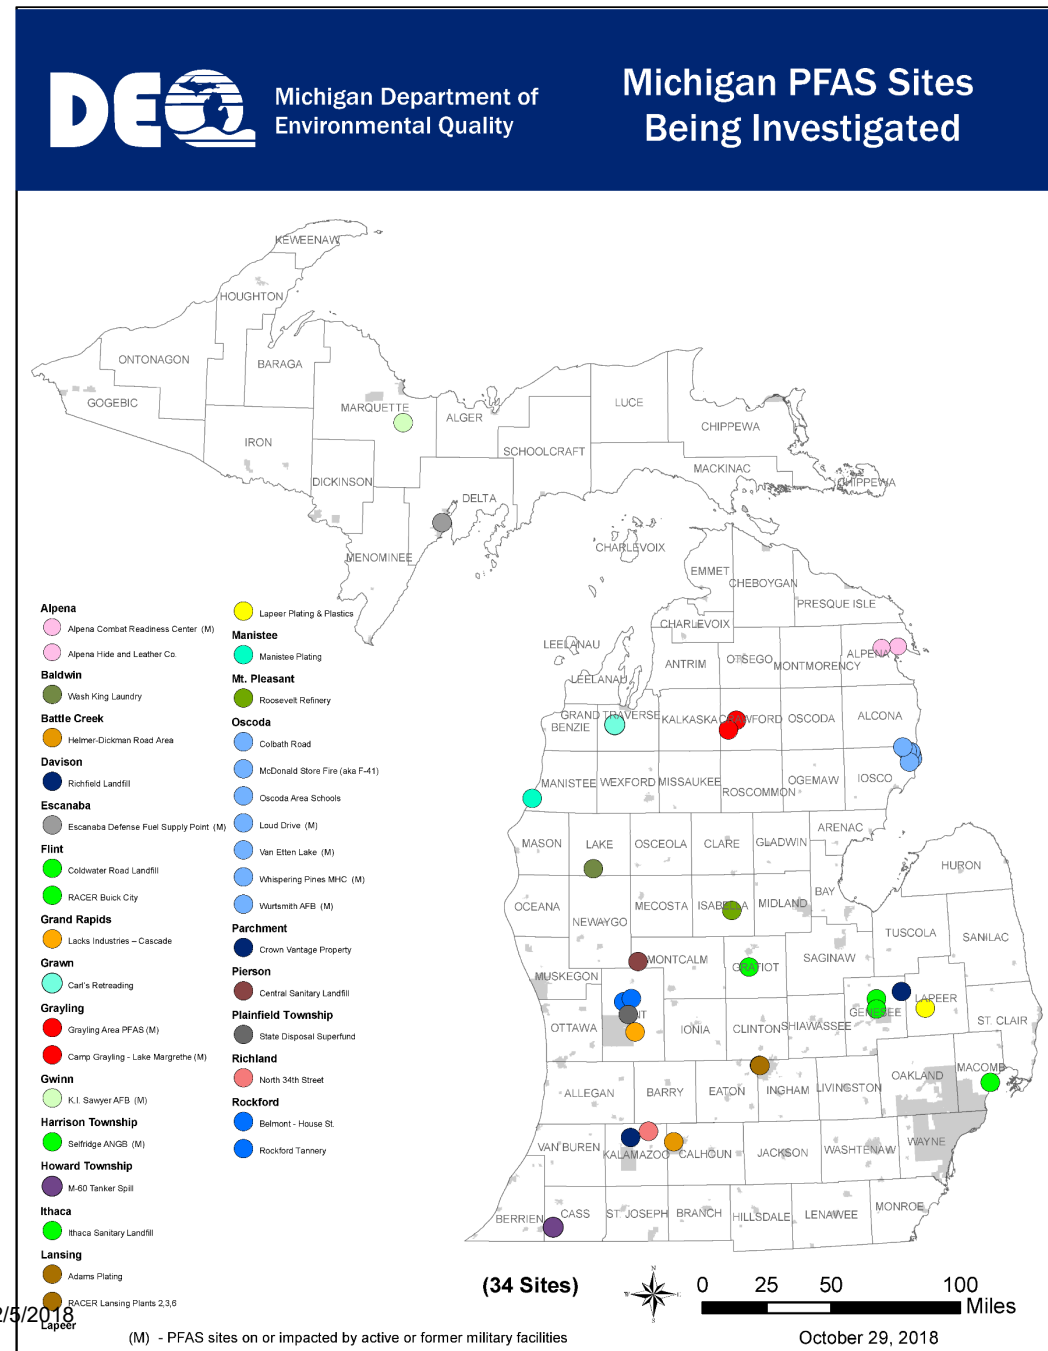 DEQ
Michigan Department of
Environmental Quality
Michigan PFAS Sites
Being Investigated
KEWEENAW
HOUGHTON
ONTONAGON
BARAGA
GOGEBIC
MARQUETTE
ALGER
LUCE
CHIPPEWA
IRON
SCHOOLCRAFT
MACKINAC
DICKINSON
CHIPPEWA
DELTA
MENOMINEE
CHARLEVOIX
EMMET
CHEBOYGAN
PRESQUE ISLE
CHARLEVOIX
LEELANAU
ANTRIM
OTSEGO
MONTMORENCY
ALPENA
LEELANAU
GRAND TRAVERSE
BENZIE
KALKASKA
CRAWFORD
OSCODA
ALCONA
MANISTEE
WEXFORD
MISSAUKEE
ROSCOMMON
OGEMAW
IOSCO
MASON
LAKE
OSCEOLA
CLARE
GLADWIN
ARENAC
HURON
OCEANA
NEWAYGO
MECOSTA
ISABELLA
MIDLAND
BAY
TUSCOLA
SANILAC
MUSKEGON
MONTCALM
GRATIOT
SAGINAW
GENESEE
LAPEER
ST. CLAIR
OTTAWA
NT
IONIA
CLINTON
SHIAWASSEE
ALLEGAN
BARRY
EATON
INGHAM
LIVINGSTON
OAKLAND
MACOMB
VAN BUREN
KALAMAZOO
CALHOUN
JACKSON
WASHTENAW
WAYNE
BERRIEN
CASS
ST. JOSEPH
BRANCH
HILLSDALE
LENAWEE
MONROE
Alpena
Alpena Combat Readiness Center (M)
Alpena Hide and Leather Co.
Baldwin
Wash King Laundry
Battle Creek
Helmer-Dickman Road Area
Davison
Richfield Landfill
Escanaba
Escanaba Defense Fuel Supply Point (M)
Flint
Coldwater Road Landfill
RACER Buick City
Grand Rapids
Lacks Industries – Cascade
Grawn
Carl's Retreading
Grayling
Grayling Area PFAS (M)
Camp Grayling - Lake Margrethe (M)
Gwinn
K.I. Sawyer AFB (M)
Harrison Township
Selfridge ANGB (M)
Howard Township
M-60 Tanker Spill
Ithaca
Ithaca Sanitary Landfill
Lansing
Adams Plating
RACER Lansing Plants 2,3,6
Lapeer
Lapeer Plating & Plastics
Manistee
Manistee Plating
Mt. Pleasant
Roosevelt Refinery
Oscoda
Colbath Road
McDonald Store Fire (aka F-41)
Oscoda Area Schools
Loud Drive (M)
Van Etten Lake (M)
Whispering Pines MHC (M)
Wurtsmith AFB (M)
Parchment
Crown Vantage Property
Pierson
Central Sanitary Landfill
Plainfield Township
State Disposal Superfund
Richland
North 34th Street
Rockford
Belmont - House St.
Rockford Tannery
(34 Sites)
N
E
S
W
0 25 50 100
Miles
2/5/2018
(M) - PFAS sites on or impacted by active or former military facilities
October 29, 2018